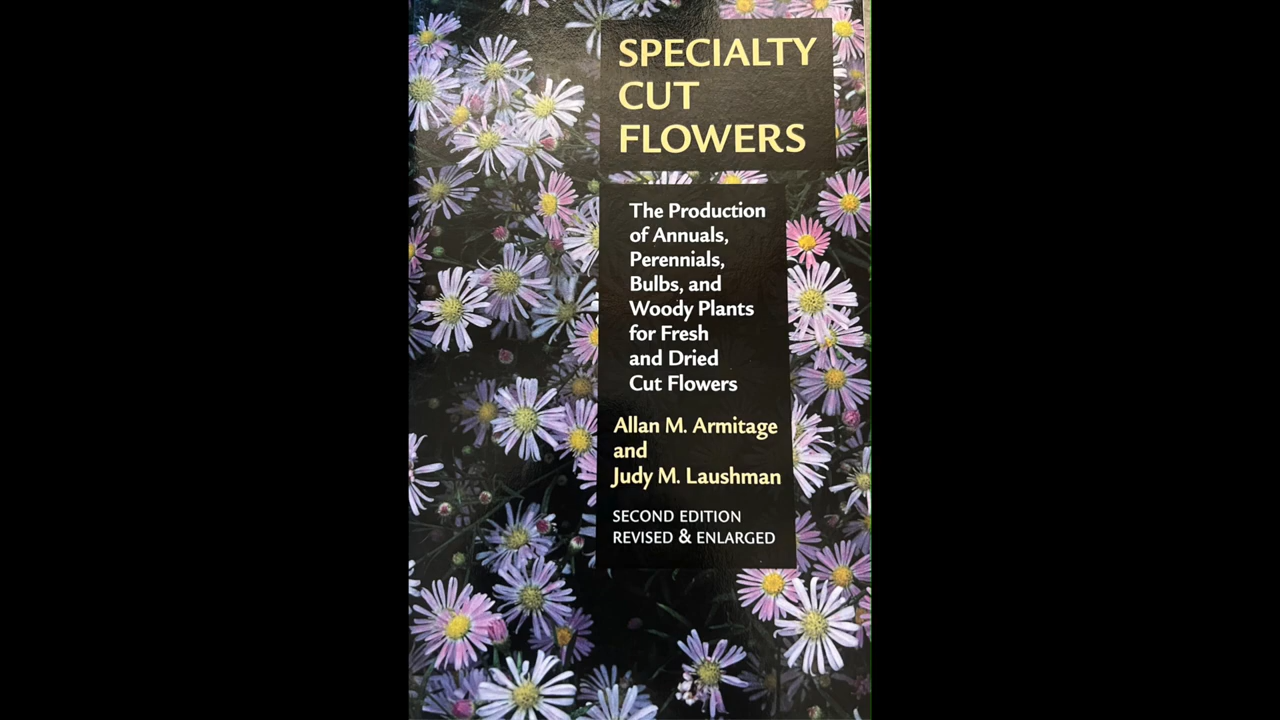 SPECIALTY
CUT
FLOWERS
The Production
of Annuals,
Perennials,
Bulbs, and
Woody Plants
for Fresh
and Dried
Cut Flowers
Allan M. Armitage
and
Judy M. Laushman
SECOND EDITION
REVISED & ENLARGED